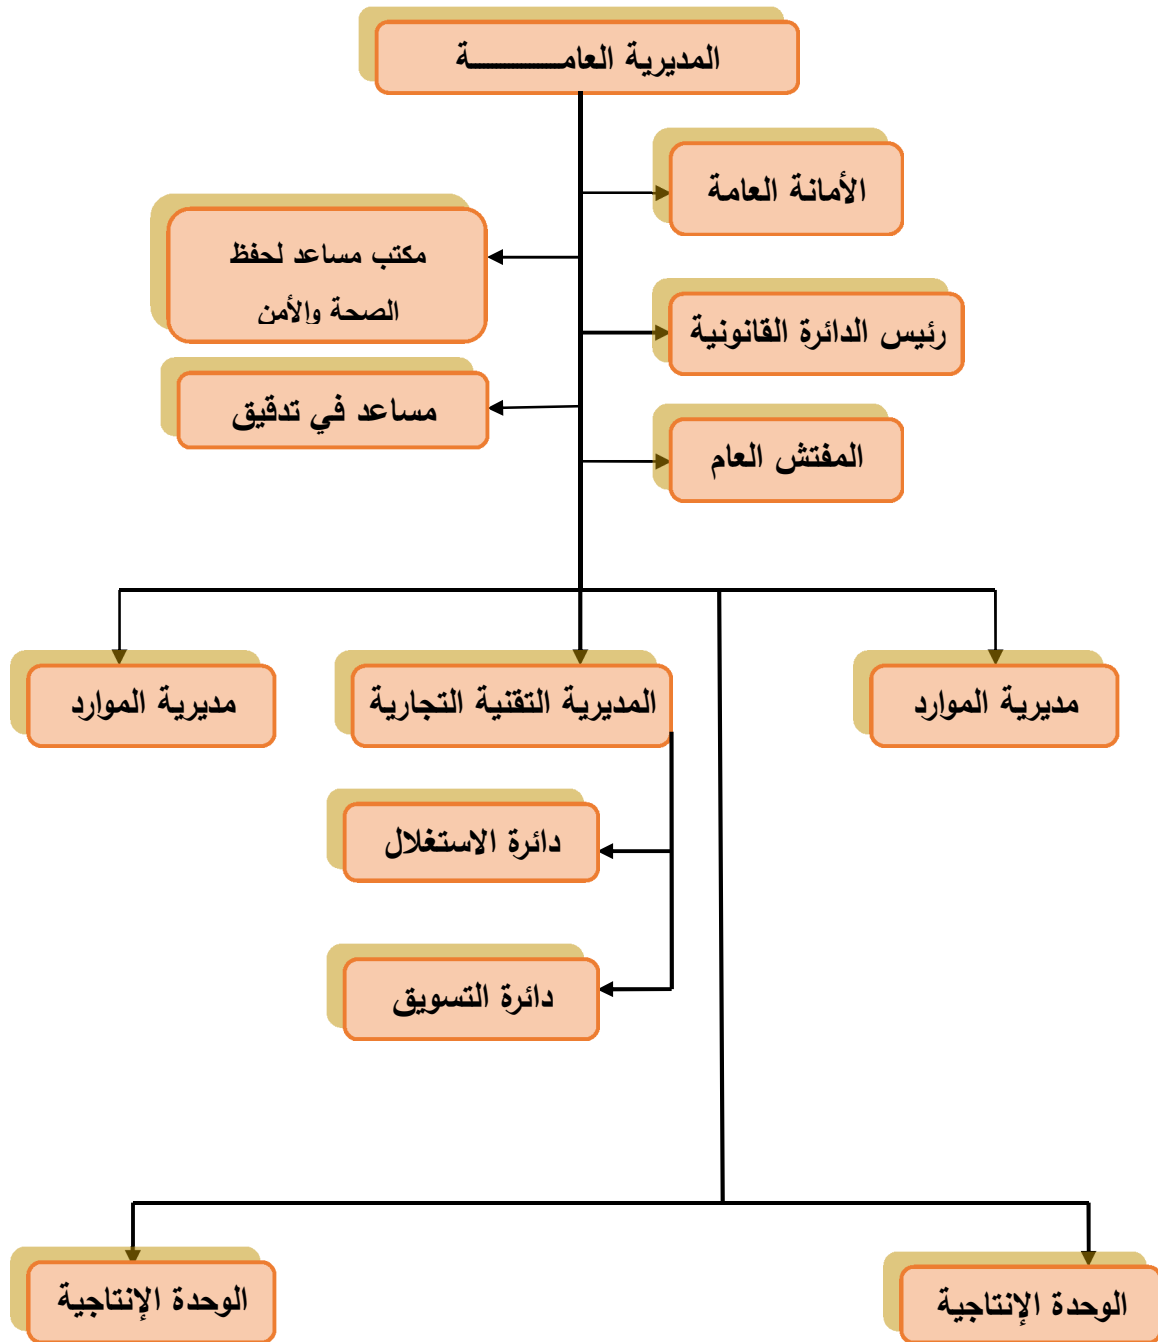 المديرية العامـــــــــــة
الأمانة العامة
مكتب مساعد لحفظ
الصحة والأمن
رئيس الدائرة القانونية
مساعد في تدقيق
المفتش العام
مديرية الموارد
المديرية التقنية التجارية
مديرية الموارد
دائرة الاستغلال
دائرة التسويق
الوحدة الإنتاجية
الوحدة الإنتاجية